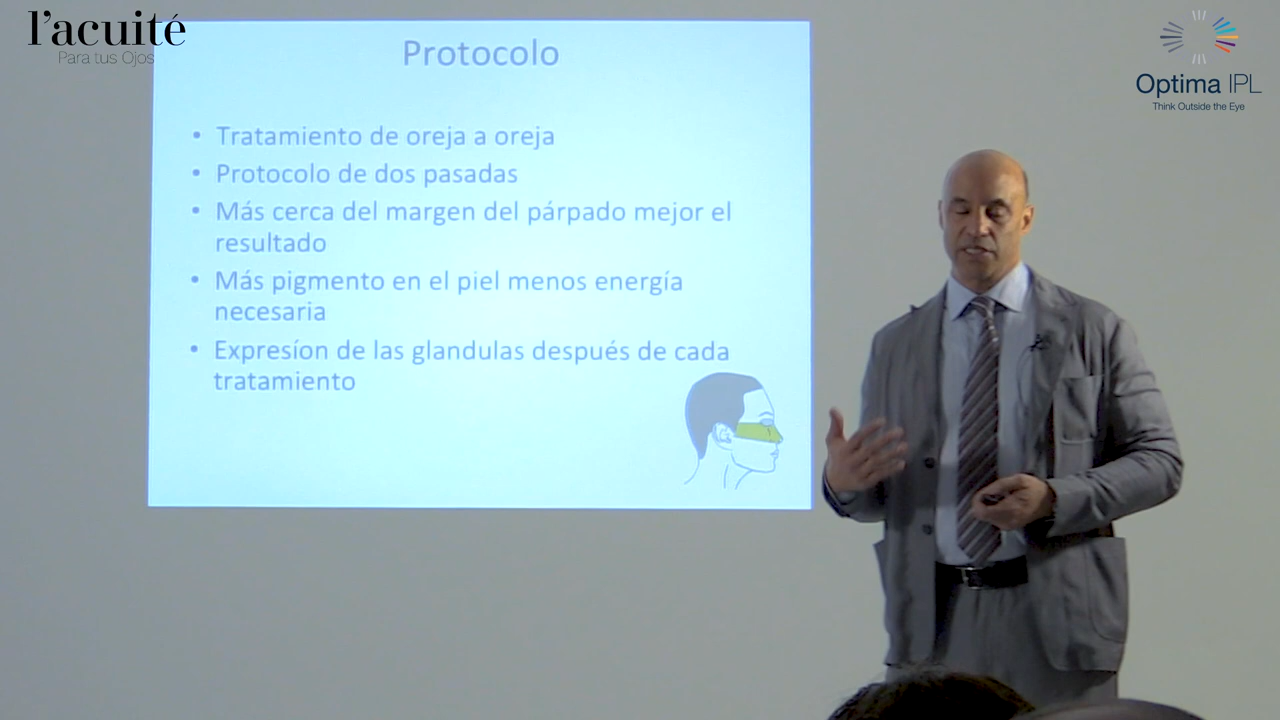 l'acuité
Para tus Ojos
Optima IPL
Think Outside the Eye
Protocolo
• Tratamiento de oreja a oreja
• Protocolo de dos pasadas
• Más cerca del margen del párpado mejor el
resultado
• Más pigmento en el piel menos energía
necesaria
• Expresíon de las glandulas después de cada
tratamiento